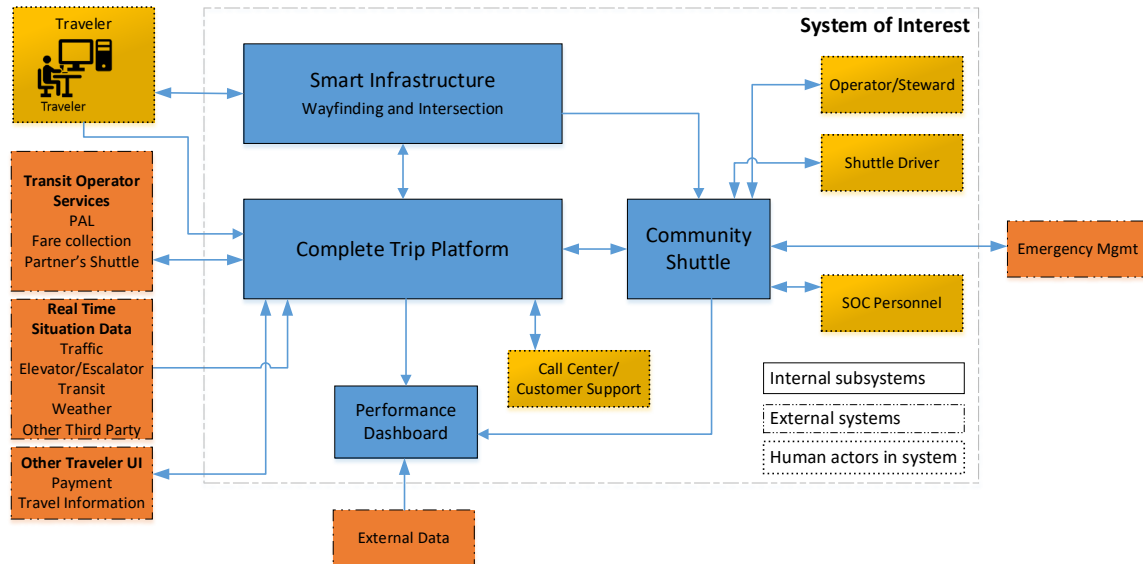 Traveler
Traveler
System of Interest
Smart Infrastructure
Wayfinding and Intersection
Operator/Steward
Shuttle Driver
Transit Operator
Services
PAL
Fare collection
Partner's Shuttle
Complete Trip Platform
Community
Shuttle
Emergency Mgmt
SOC Personnel
Real Time
Situation Data
Traffic
Elevator/Escalator
Transit
Weather
Other Third Party
Call Center/
Customer Support
Performance
Dashboard
Internal subsystems
External systems
Human actors in system
Other Traveler UI
Payment
Travel Information
External Data